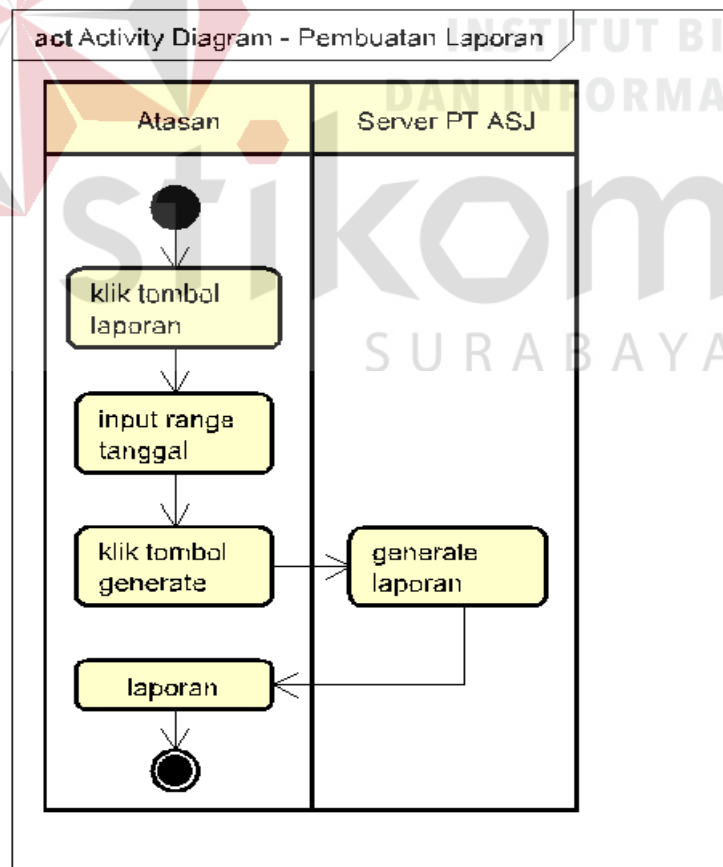 act Activity Diagram - Pembuatan Laporan
INSTITUT BI
DAN INFORMA
Atasan
Server PT ASJ
stikom
SURABAYA
klik tombol
laporan
input range
tanggal
klik tombol
generate
generate
laporan
laporan